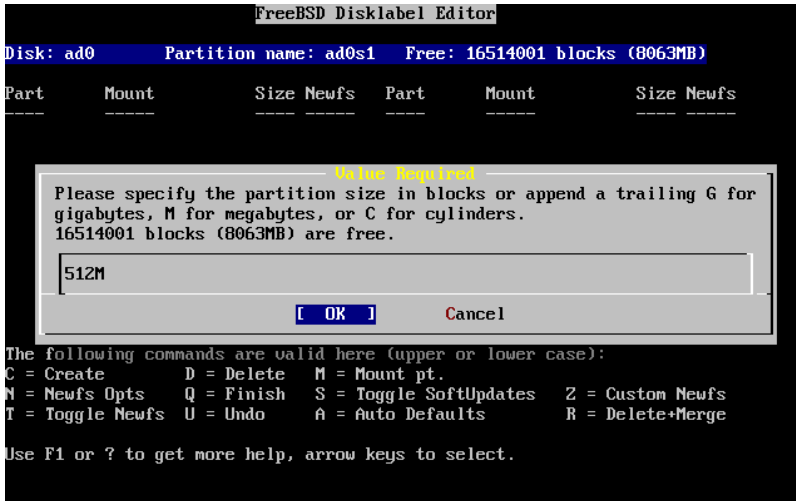 FreeBSD Disklabel Editor
Disk: ad0 Partition name: ad0s1 Free: 16514001 blocks (8063MB)
Part Mount Size Newfs Part Mount Size Newfs
---- ----- ---- ----- ---- ----- ---- -----
Value Required
Please specify the partition size in blocks or append a trailing G for
gigabytes, M for megabytes, or C for cylinders.
16514001 blocks (8063MB) are free.
512M
[ OK ] Cancel
The following commands are valid here (upper or lower case):
C = Create D = Delete M = Mount pt.
N = Newfs Opts Q = Finish S = Toggle SoftUpdates Z = Custom Newfs
T = Toggle Newfs U = Undo A = Auto Defaults R = Delete+Merge
Use F1 or ? to get more help, arrow keys to select.